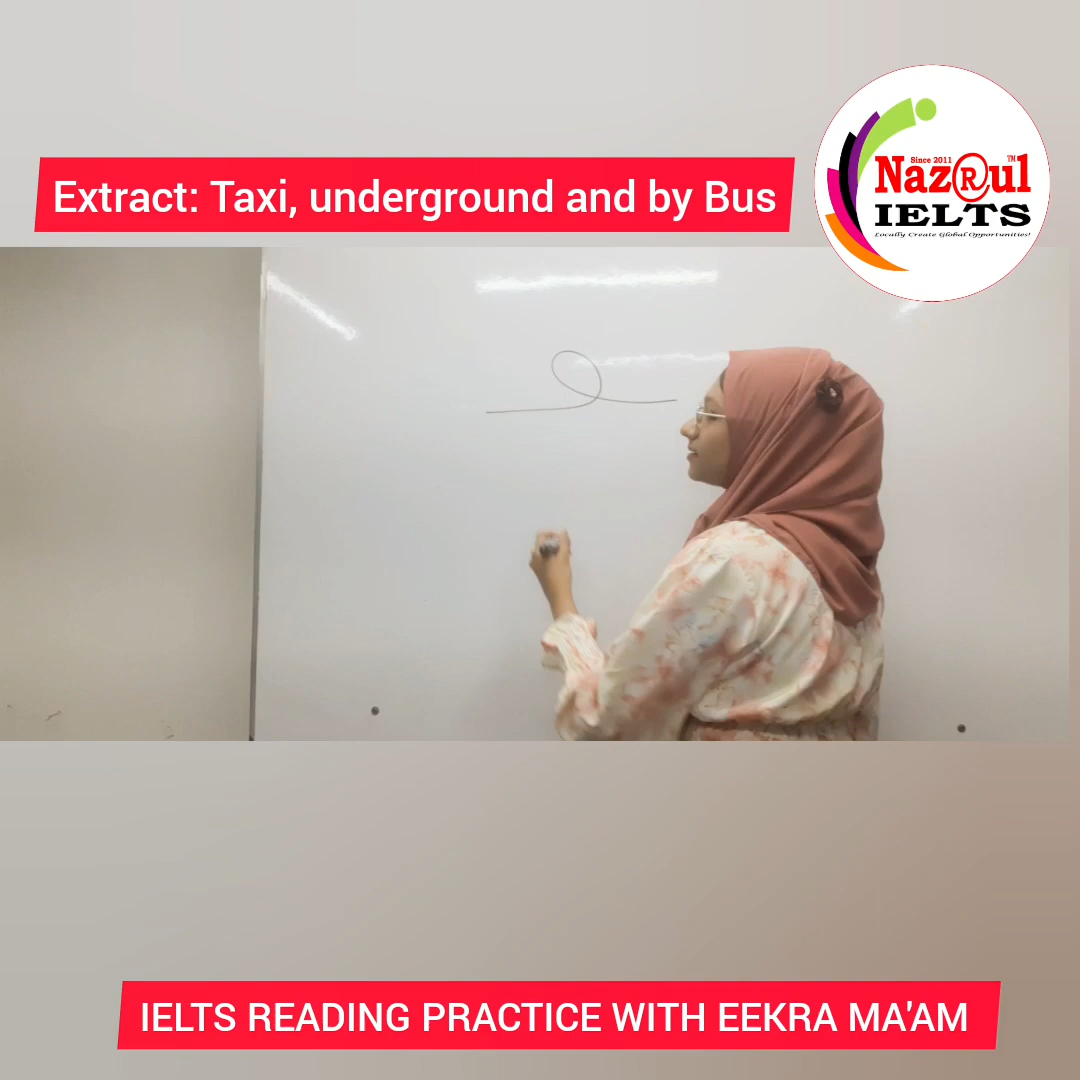 Extract: Taxi, underground and by Bus
Since 2011
NazRul TM
IELTS
Locally Create Global Opportunities!
IELTS READING PRACTICE WITH EEKRA MA'AM